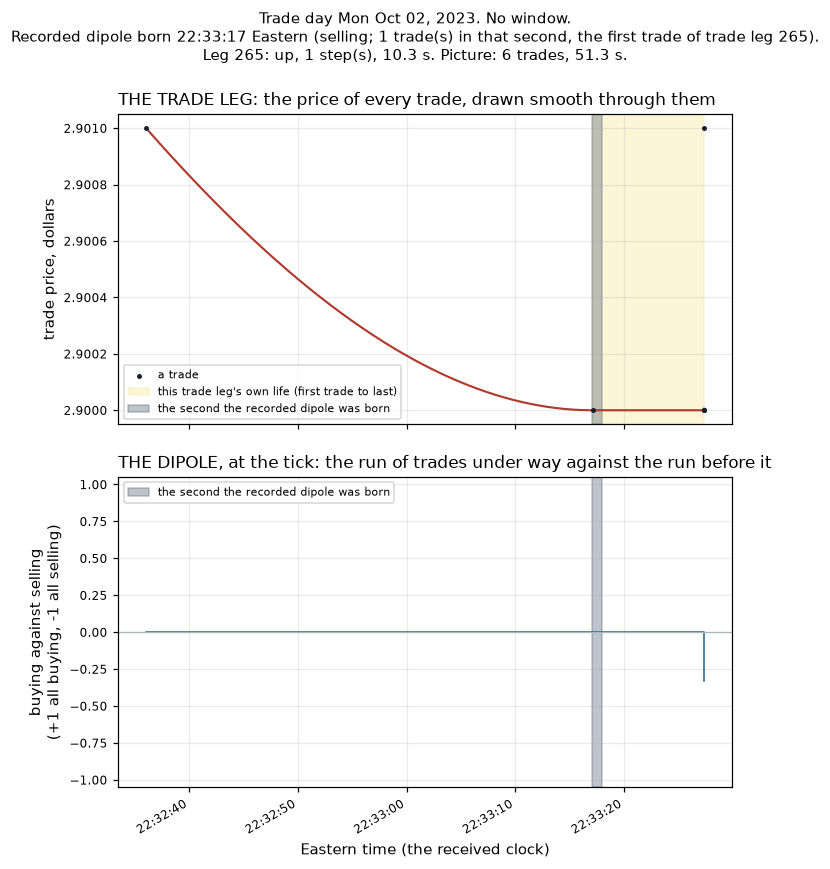 Trade day Mon Oct 02, 2023. No window.
Recorded dipole born 22:33:17 Eastern (selling; 1 trade(s) in that second, the first trade of trade leg 265).
Leg 265: up, 1 step(s), 10.3 s. Picture: 6 trades, 51.3 s.
THE TRADE LEG: the price of every trade, drawn smooth through them
trade price, dollars
2.9010
2.9008
2.9006
2.9004
2.9002
2.9000
a trade
this trade leg's own life (first trade to last)
the second the recorded dipole was born
THE DIPOLE, at the tick: the run of trades under way against the run before it
buying against selling
(+1 all buying, -1 all selling)
1.00
0.75
0.50
0.25
0.00
−0.25
−0.50
−0.75
−1.00
the second the recorded dipole was born
22:32:40
22:32:50
22:33:00
22:33:10
22:33:20
Eastern time (the received clock)